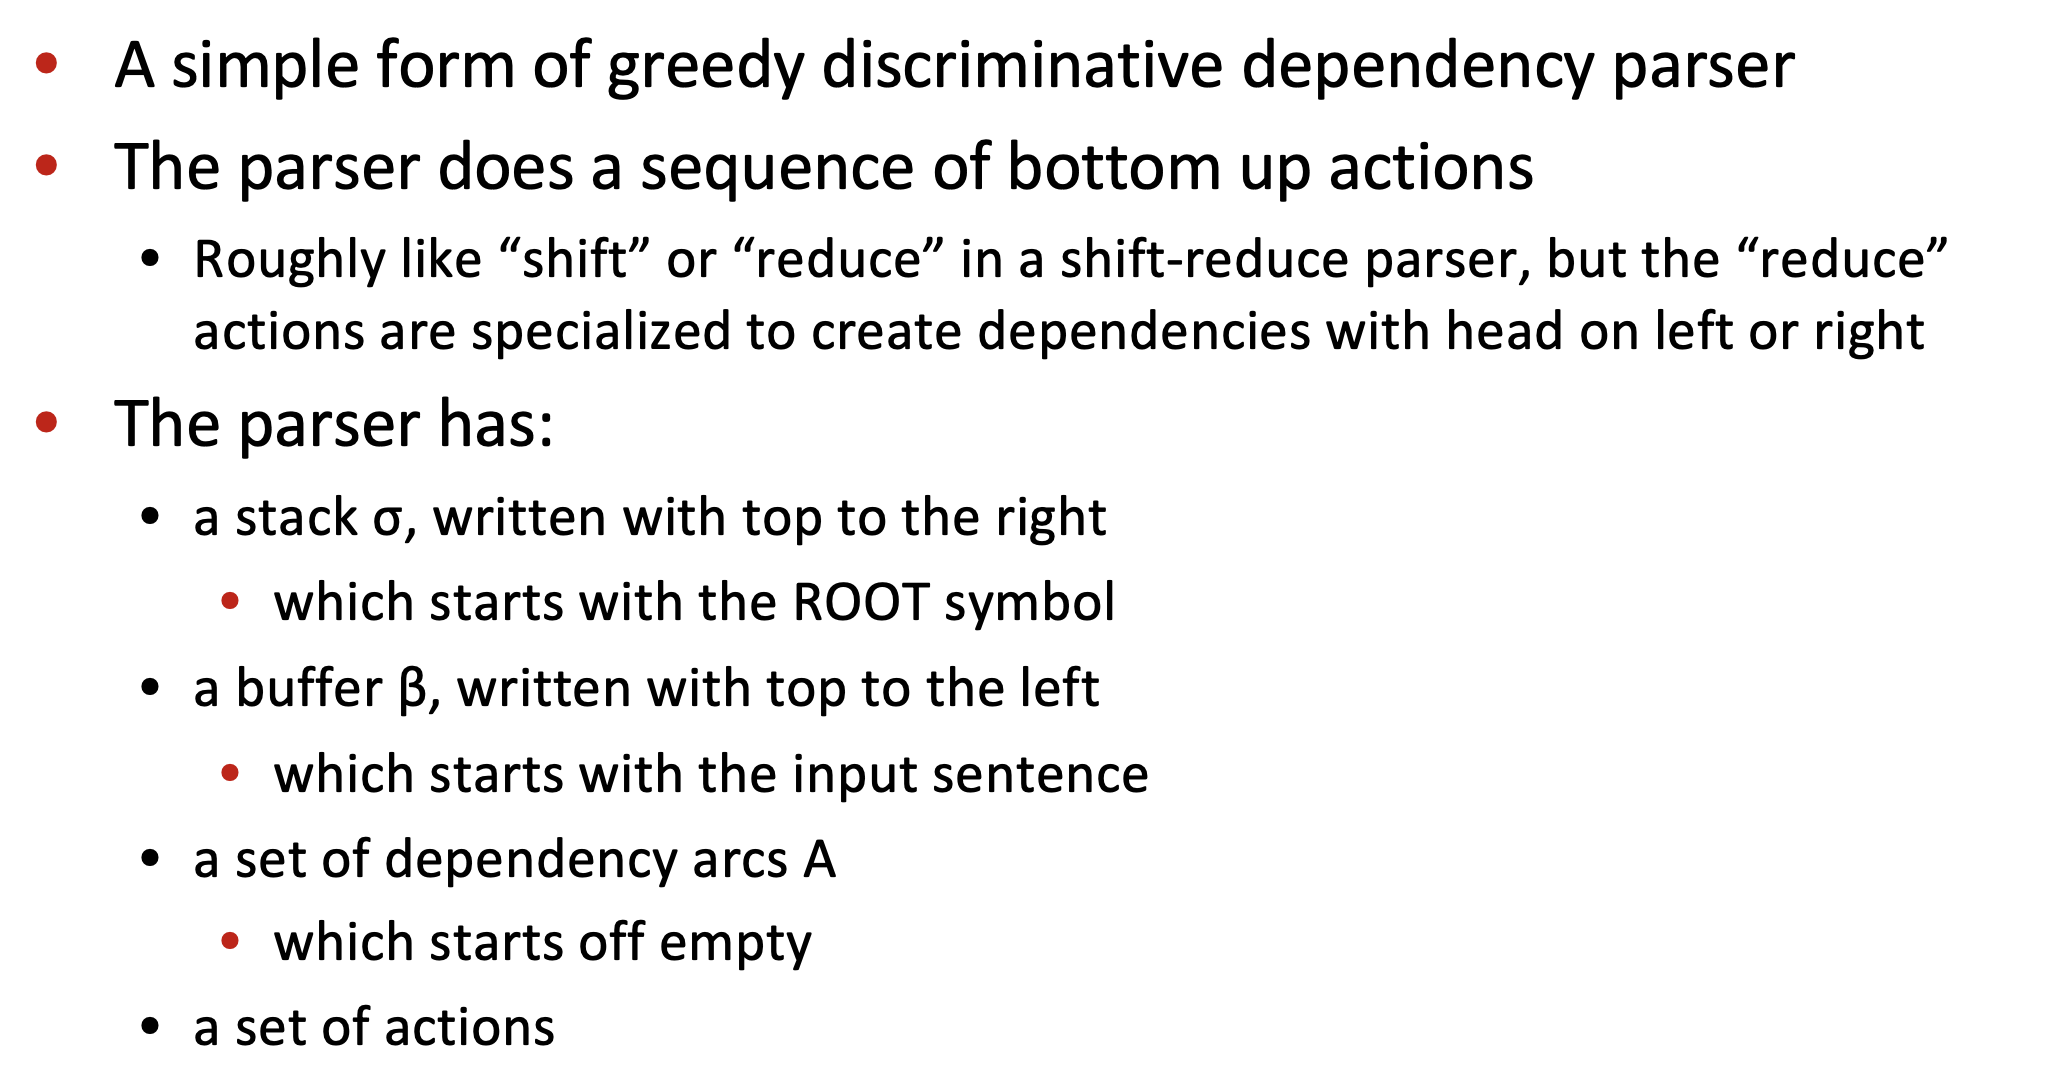 • A simple form of greedy discriminative dependency parser
• The parser does a sequence of bottom up actions
• Roughly like “shift” or “reduce” in a shift-reduce parser, but the “reduce”
actions are specialized to create dependencies with head on left or right
• The parser has:
• a stack σ, written with top to the right
• which starts with the ROOT symbol
• a buffer β, written with top to the left
• which starts with the input sentence
• a set of dependency arcs A
• which starts off empty
• a set of actions